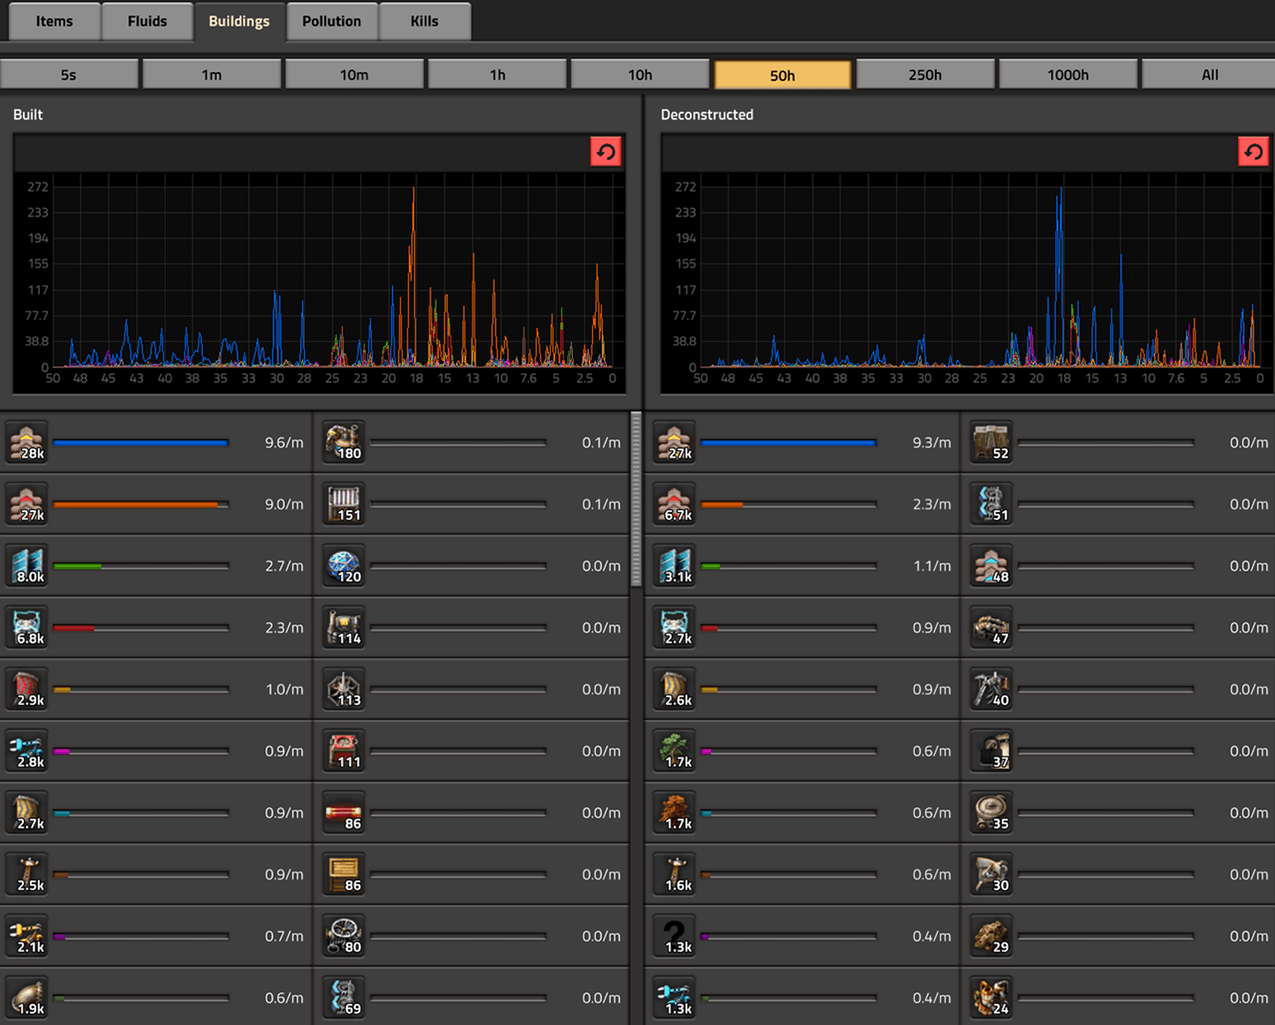 Items Fluids Buildings Pollution Kills
5s 1m 10m 1h 10h 50h 250h 1000h All
Built
272
233
194
155
117
77.7
38.8
0
50 48 45 43 40 38 35 33 30 28 25 23 20 18 15 13 10 7.6 5 2.5 0
28k 9.6/m 180 0.1/m
27k 9.0/m 151 0.1/m
8.0k 2.7/m 120 0.0/m
6.8k 2.3/m 114 0.0/m
2.9k 1.0/m 113 0.0/m
2.8k 0.9/m 111 0.0/m
2.7k 0.9/m 86 0.0/m
2.5k 0.9/m 86 0.0/m
2.1k 0.7/m 80 0.0/m
1.9k 0.6/m 69 0.0/m
Deconstructed
272
233
194
155
117
77.7
38.8
0
50 48 45 43 40 38 35 33 30 28 25 23 20 18 15 13 10 7.6 5 2.5 0
27k 9.3/m 52 0.0/m
6.7k 2.3/m 51 0.0/m
3.1k 1.1/m 48 0.0/m
2.7k 0.9/m 47 0.0/m
2.6k 0.9/m 40 0.0/m
1.7k 0.6/m 37 0.0/m
1.7k 0.6/m 35 0.0/m
1.6k 0.6/m 30 0.0/m
? 1.3k 0.4/m 29 0.0/m
1.3k 0.4/m 24 0.0/m